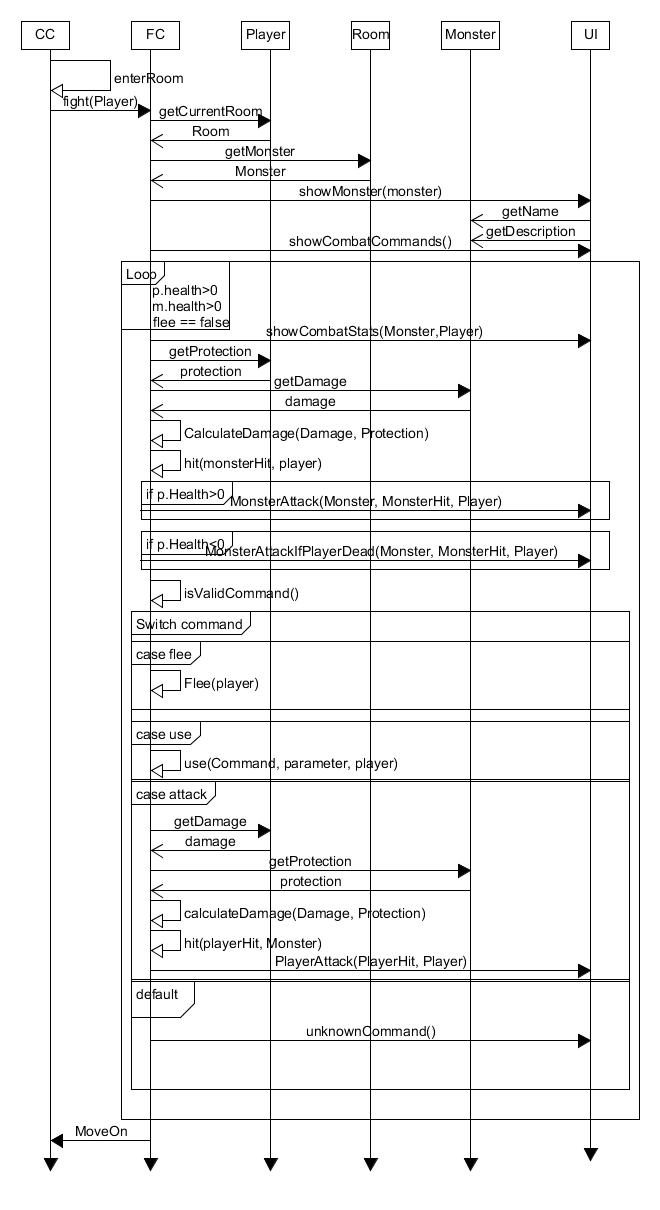 CC
FC
Player
Room
Monster
UI
enterRoom
fight(Player)
getCurrentRoom
Room
getMonster
Monster
showMonster(monster)
getName
getDescription
showCombatCommands()
Loop
p.health>0
m.health>0
flee == false
showCombatStats(Monster,Player)
getProtection
protection
getDamage
damage
CalculateDamage(Damage, Protection)
hit(monsterHit, player)
if p.Health>0
MonsterAttack(Monster, MonsterHit, Player)
if p.Health<0
MonsterAttackIfPlayerDead(Monster, MonsterHit, Player)
isValidCommand()
Switch command
case flee
Flee(player)
case use
use(Command, parameter, player)
case attack
getDamage
damage
getProtection
protection
calculateDamage(Damage, Protection)
hit(playerHit, Monster)
PlayerAttack(PlayerHit, Player)
default
unknownCommand()
MoveOn